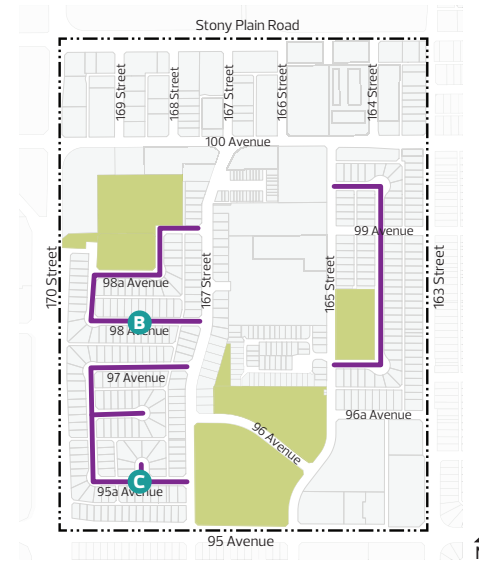 Stony Plain Road
169 Street
168 Street
167 Street
166 Street
164 Street
100 Avenue
99 Avenue
170 Street
98a Avenue
167 Street
165 Street
163 Street
B
98 Avenue
97 Avenue
96a Avenue
96 Avenue
C
95a Avenue
95 Avenue
N